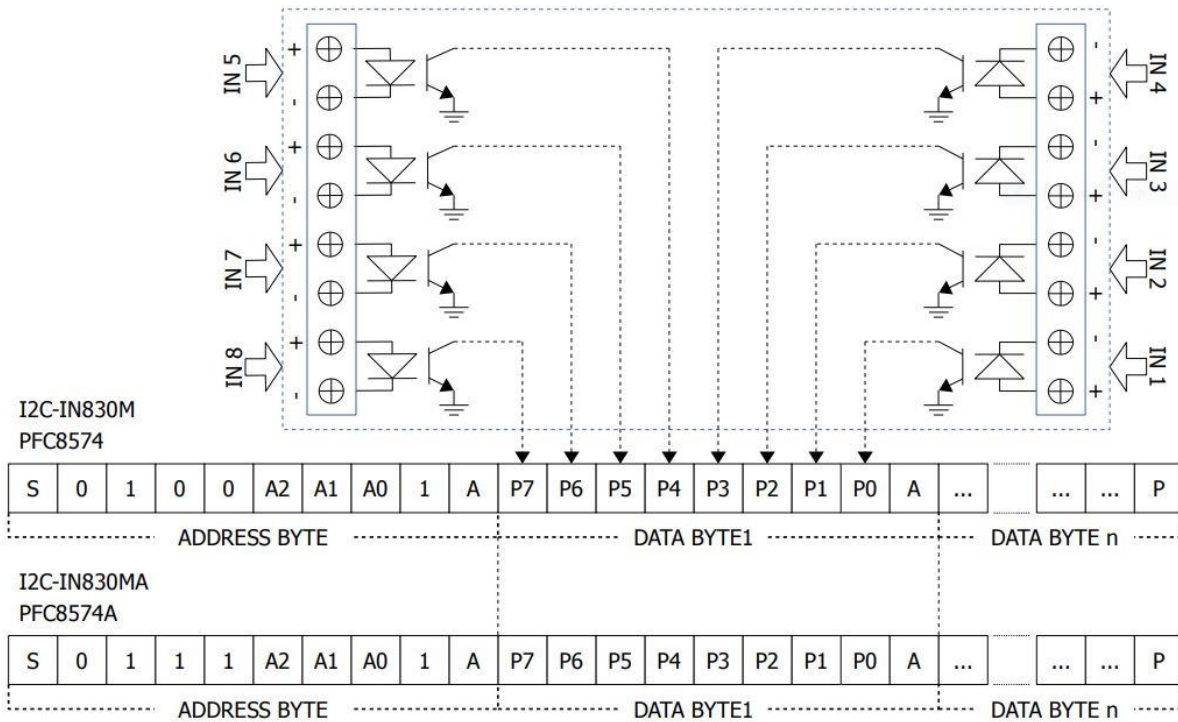 IN 5
+
-
IN 6
+
-
IN 7
+
-
IN 8
+
-
-
+
IN 4
-
+
IN 3
-
+
IN 2
-
+
IN 1
I2C-IN830M
PFC8574
S 0 1 0 0 A2 A1 A0 1 A P7 P6 P5 P4 P3 P2 P1 P0 A ... ... ... P
ADDRESS BYTE DATA BYTE1 DATA BYTE n
I2C-IN830MA
PFC8574A
S 0 1 1 1 A2 A1 A0 1 A P7 P6 P5 P4 P3 P2 P1 P0 A ... ... ... P
ADDRESS BYTE DATA BYTE1 DATA BYTE n